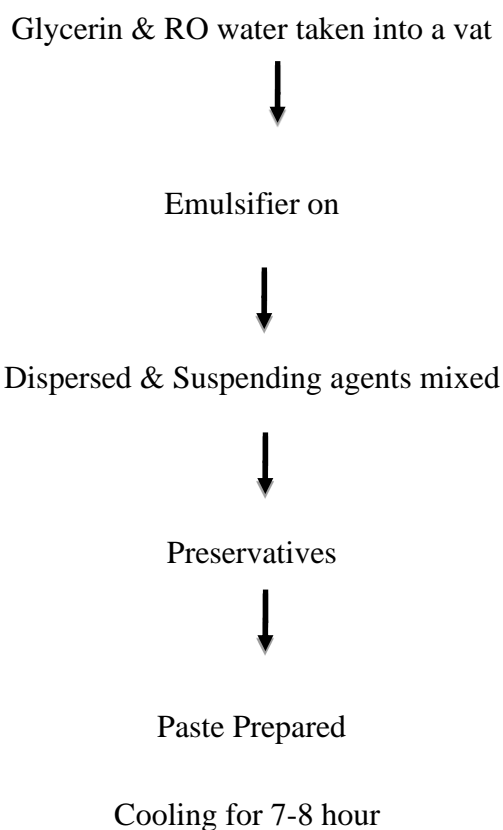 Glycerin & RO water taken into a vat
Emulsifier on
Dispersed & Suspending agents mixed
Preservatives
Paste Prepared
Cooling for 7-8 hour